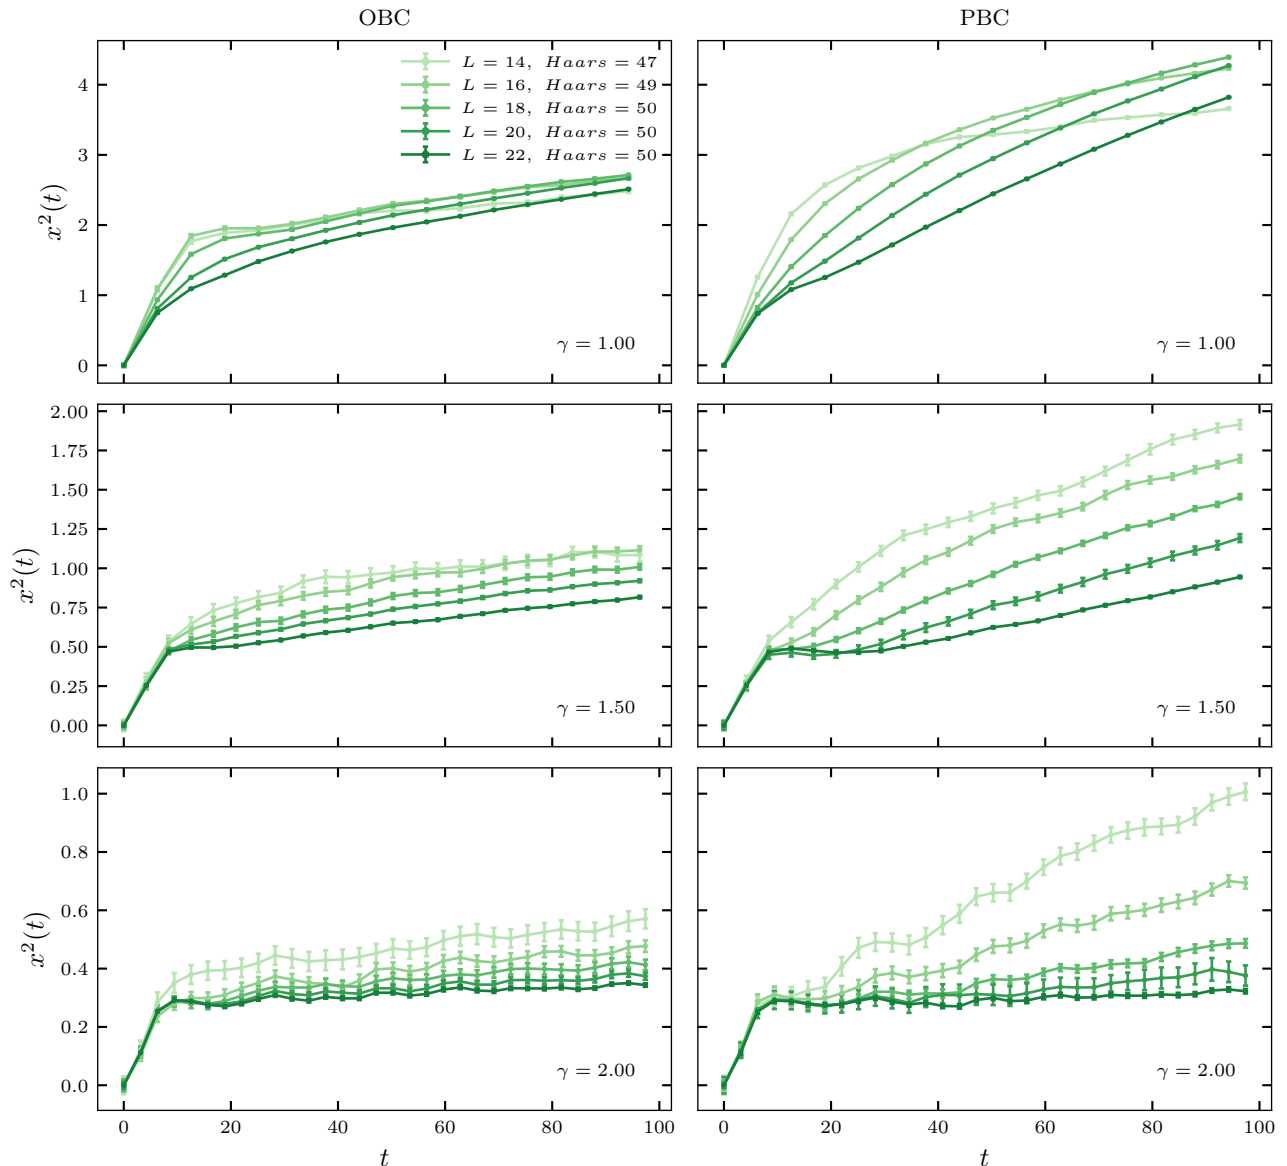 OBC
PBC
L = 14, Haars = 47
L = 16, Haars = 49
L = 18, Haars = 50
L = 20, Haars = 50
L = 22, Haars = 50
4
3
2
1
0
x²(t)
γ = 1.00
γ = 1.00
2.00
1.75
1.50
1.25
1.00
0.75
0.50
0.25
0.00
x²(t)
γ = 1.50
γ = 1.50
1.0
0.8
0.6
0.4
0.2
0.0
x²(t)
γ = 2.00
γ = 2.00
0 20 40 60 80 100
0 20 40 60 80 100
t
t